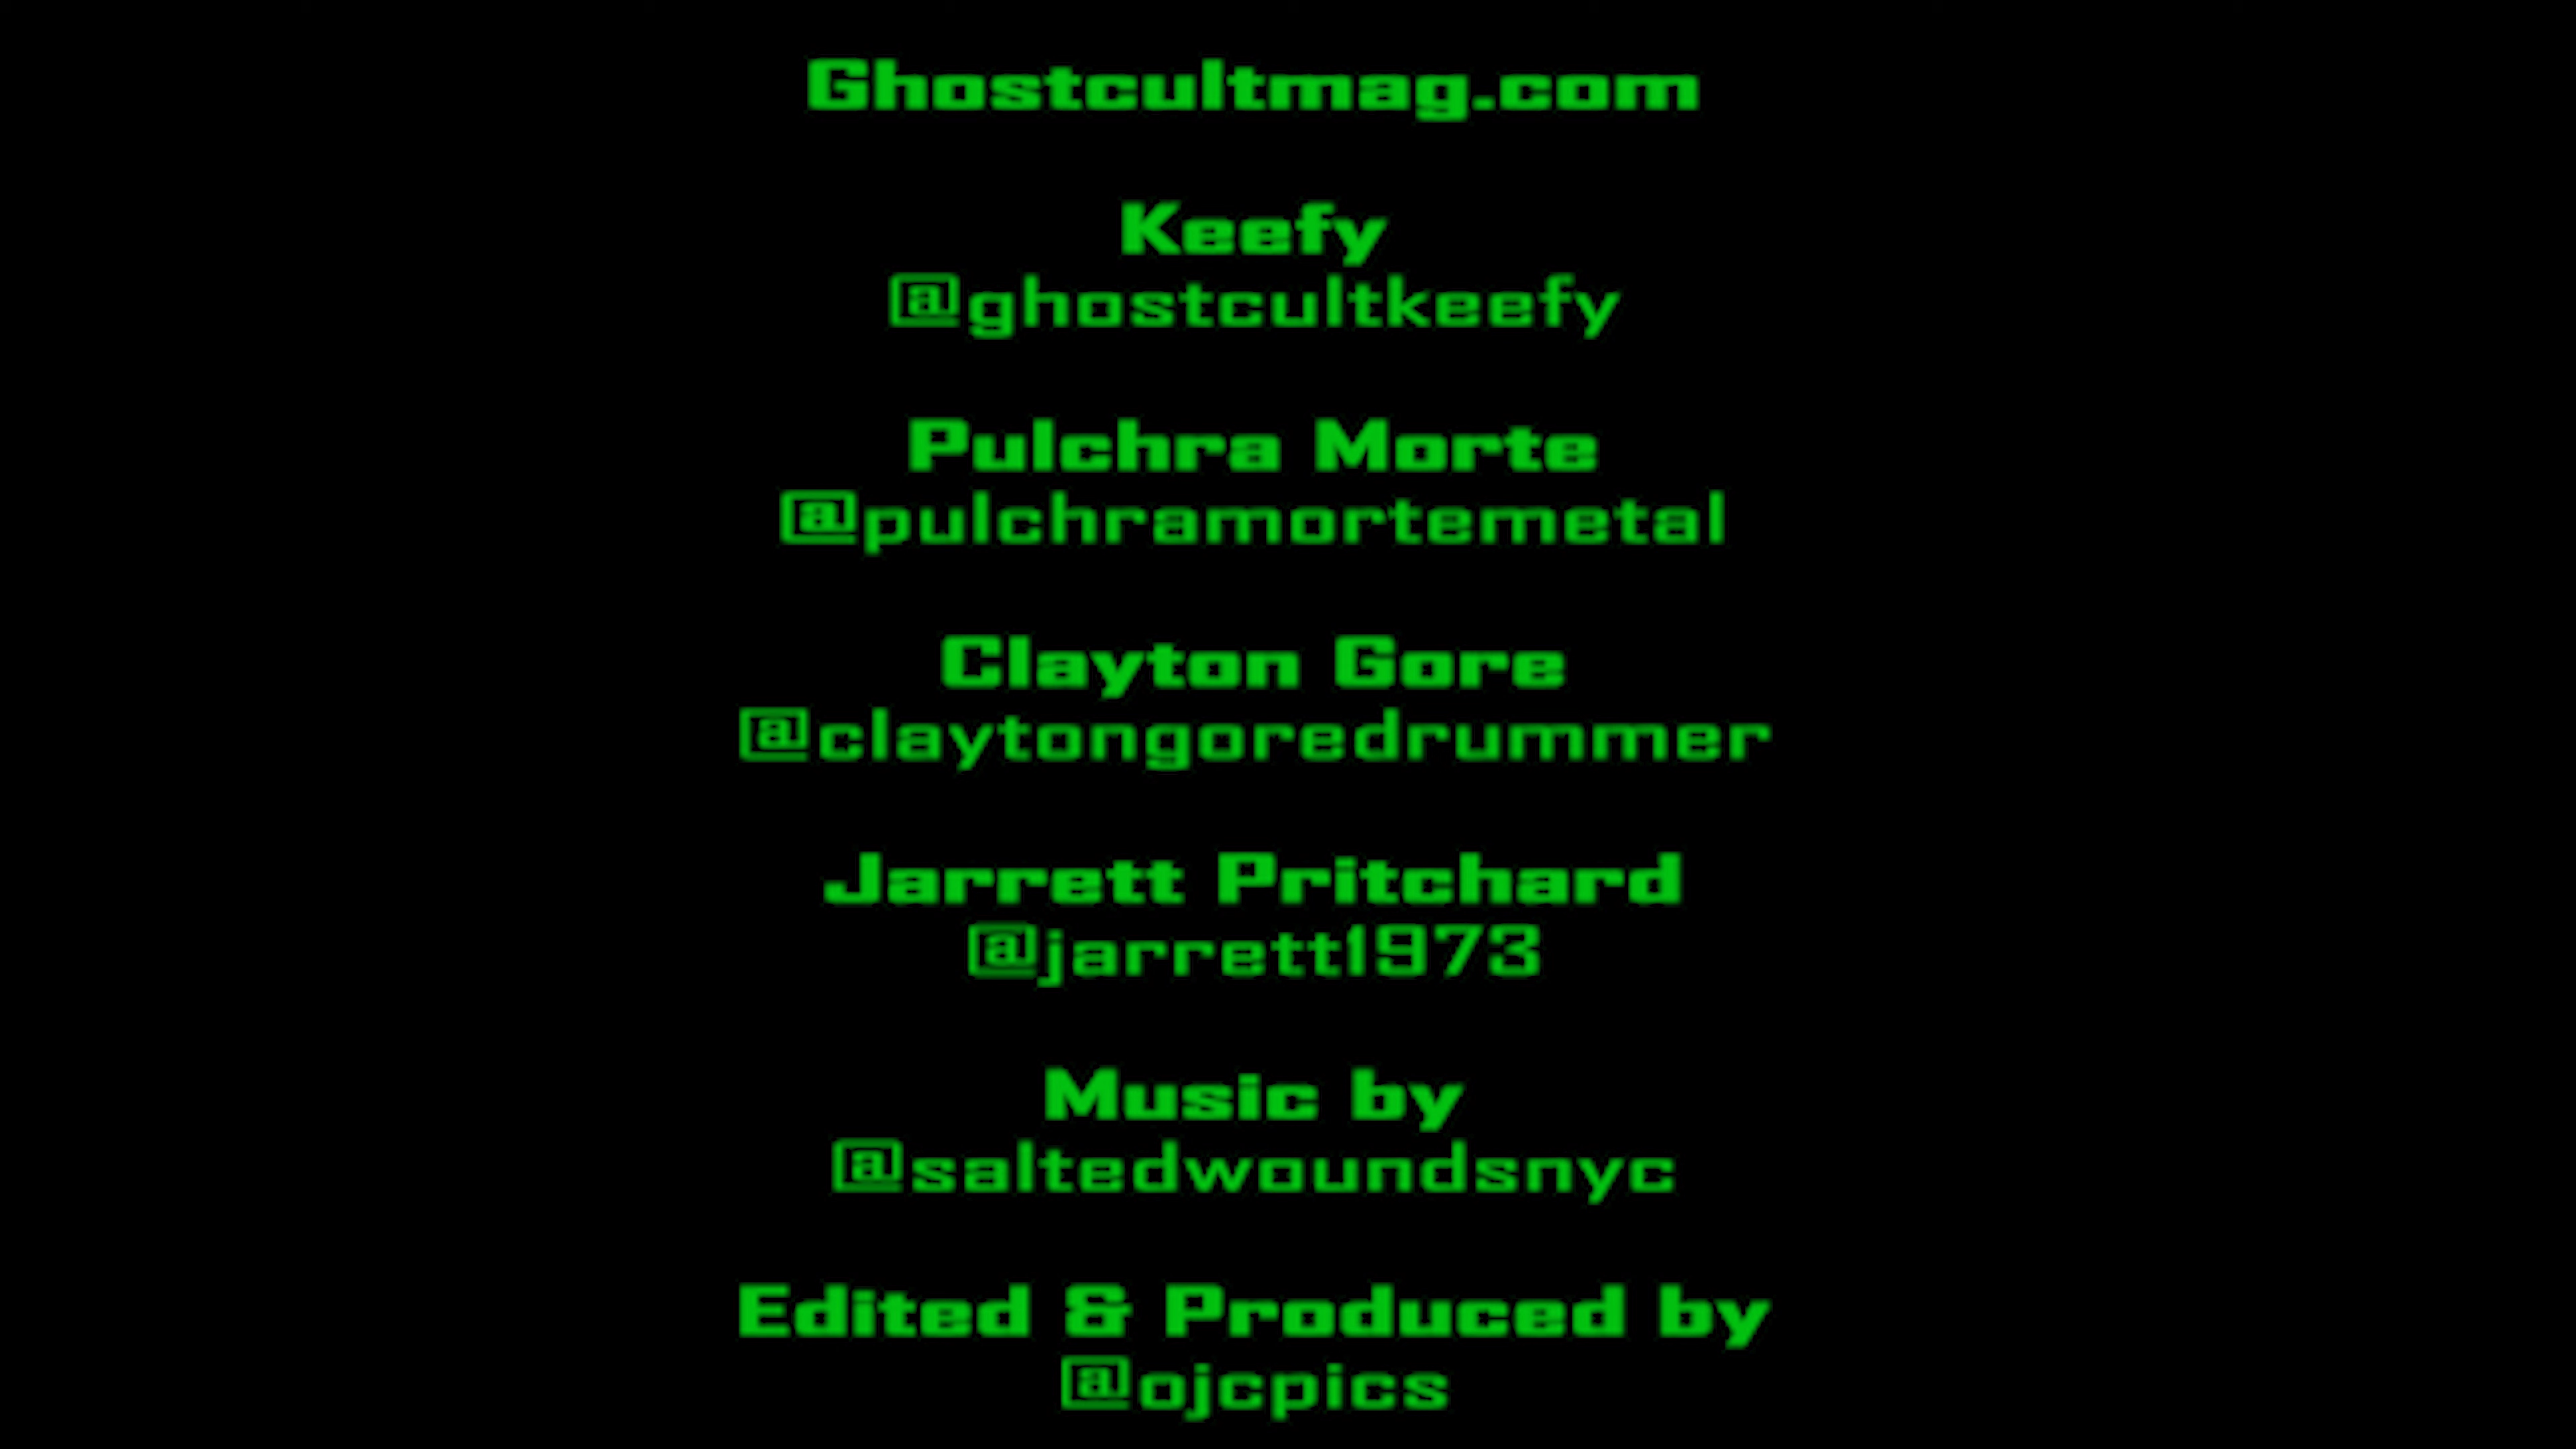 Ghostcultmag.com
Keefy
@ghostcultkeefy
Pulchra Morte
@pulchramortemetal
Clayton Gore
@claytongoredrummer
Jarrett Pritchard
@jarrett1973
Music by
@saltedwoundsnyc
Edited & Produced by
@ojcpics